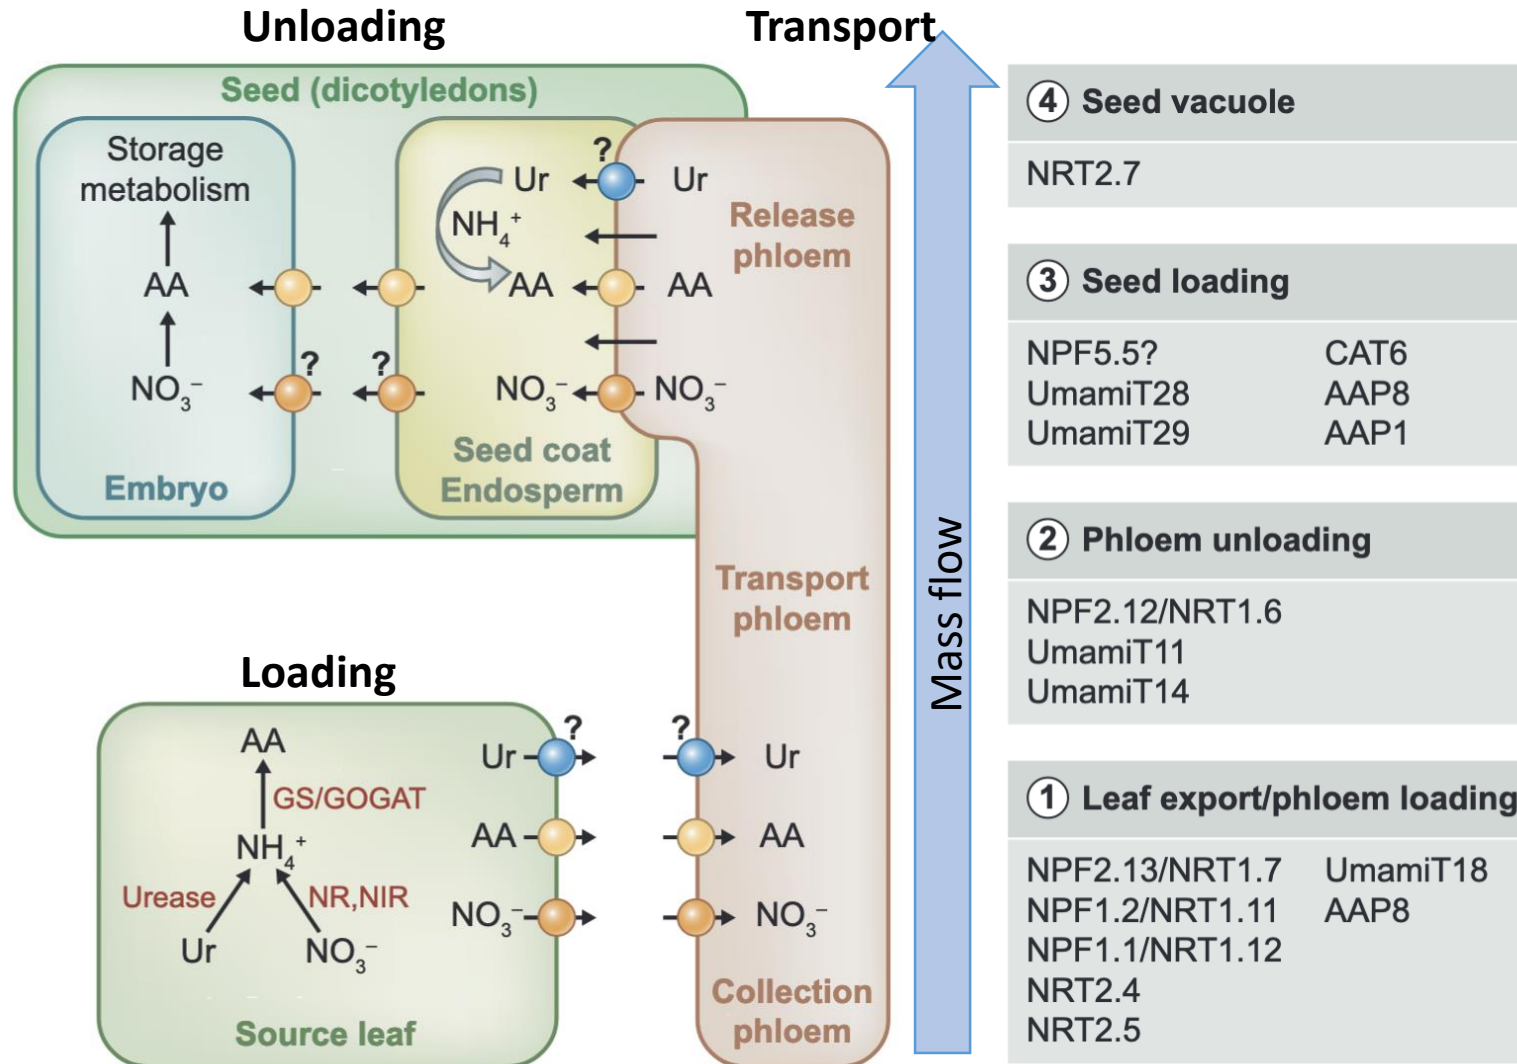 Unloading
Transport
Seed (dicotyledons)
Storage
metabolism
AA
NO₃⁻
Embryo
?
?
?
Ur
NH₄⁺
AA
NO₃⁻
Seed coat
Endosperm
Ur
AA
NO₃⁻
Release
phloem
Transport
phloem
Mass flow
Loading
AA
GS/GOGAT
NH₄⁺
Urease
NR,NIR
Ur
NO₃⁻
Source leaf
Ur
?
AA
NO₃⁻
?
Ur
AA
NO₃⁻
Collection
phloem
4 Seed vacuole
NRT2.7
3 Seed loading
NPF5.5? CAT6
UmamiT28 AAP8
UmamiT29 AAP1
2 Phloem unloading
NPF2.12/NRT1.6
UmamiT11
UmamiT14
1 Leaf export/phloem loading
NPF2.13/NRT1.7 UmamiT18
NPF1.2/NRT1.11 AAP8
NPF1.1/NRT1.12
NRT2.4
NRT2.5